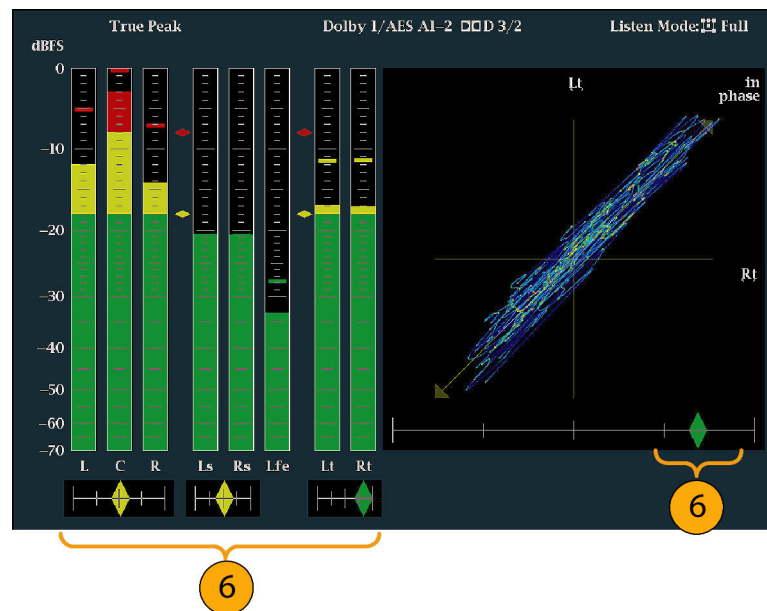 True Peak
Dolby 1/AES A1-2 D 3/2
Listen Mode: Full
dBFS
0
-10
-20
-30
-40
-50
-60
-70
L C R Ls Rs Lfe Lt Rt
Lt
in
phase
Rt
6
6